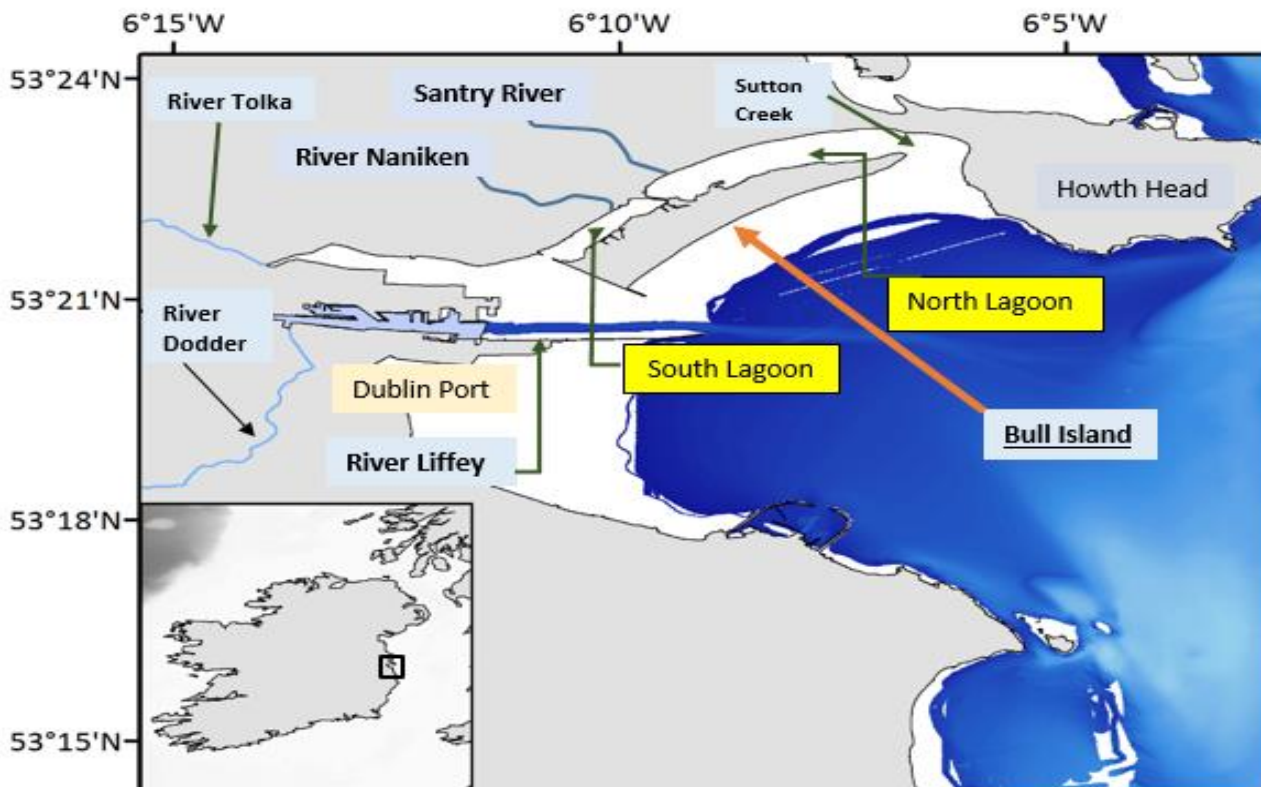 6°15'W
6°10'W
6°5'W
53°24'N
53°21'N
53°18'N
53°15'N
River Tolka
Santry River
Sutton
Creek
River Naniken
Howth Head
North Lagoon
River
Dodder
South Lagoon
Dublin Port
Bull Island
River Liffey